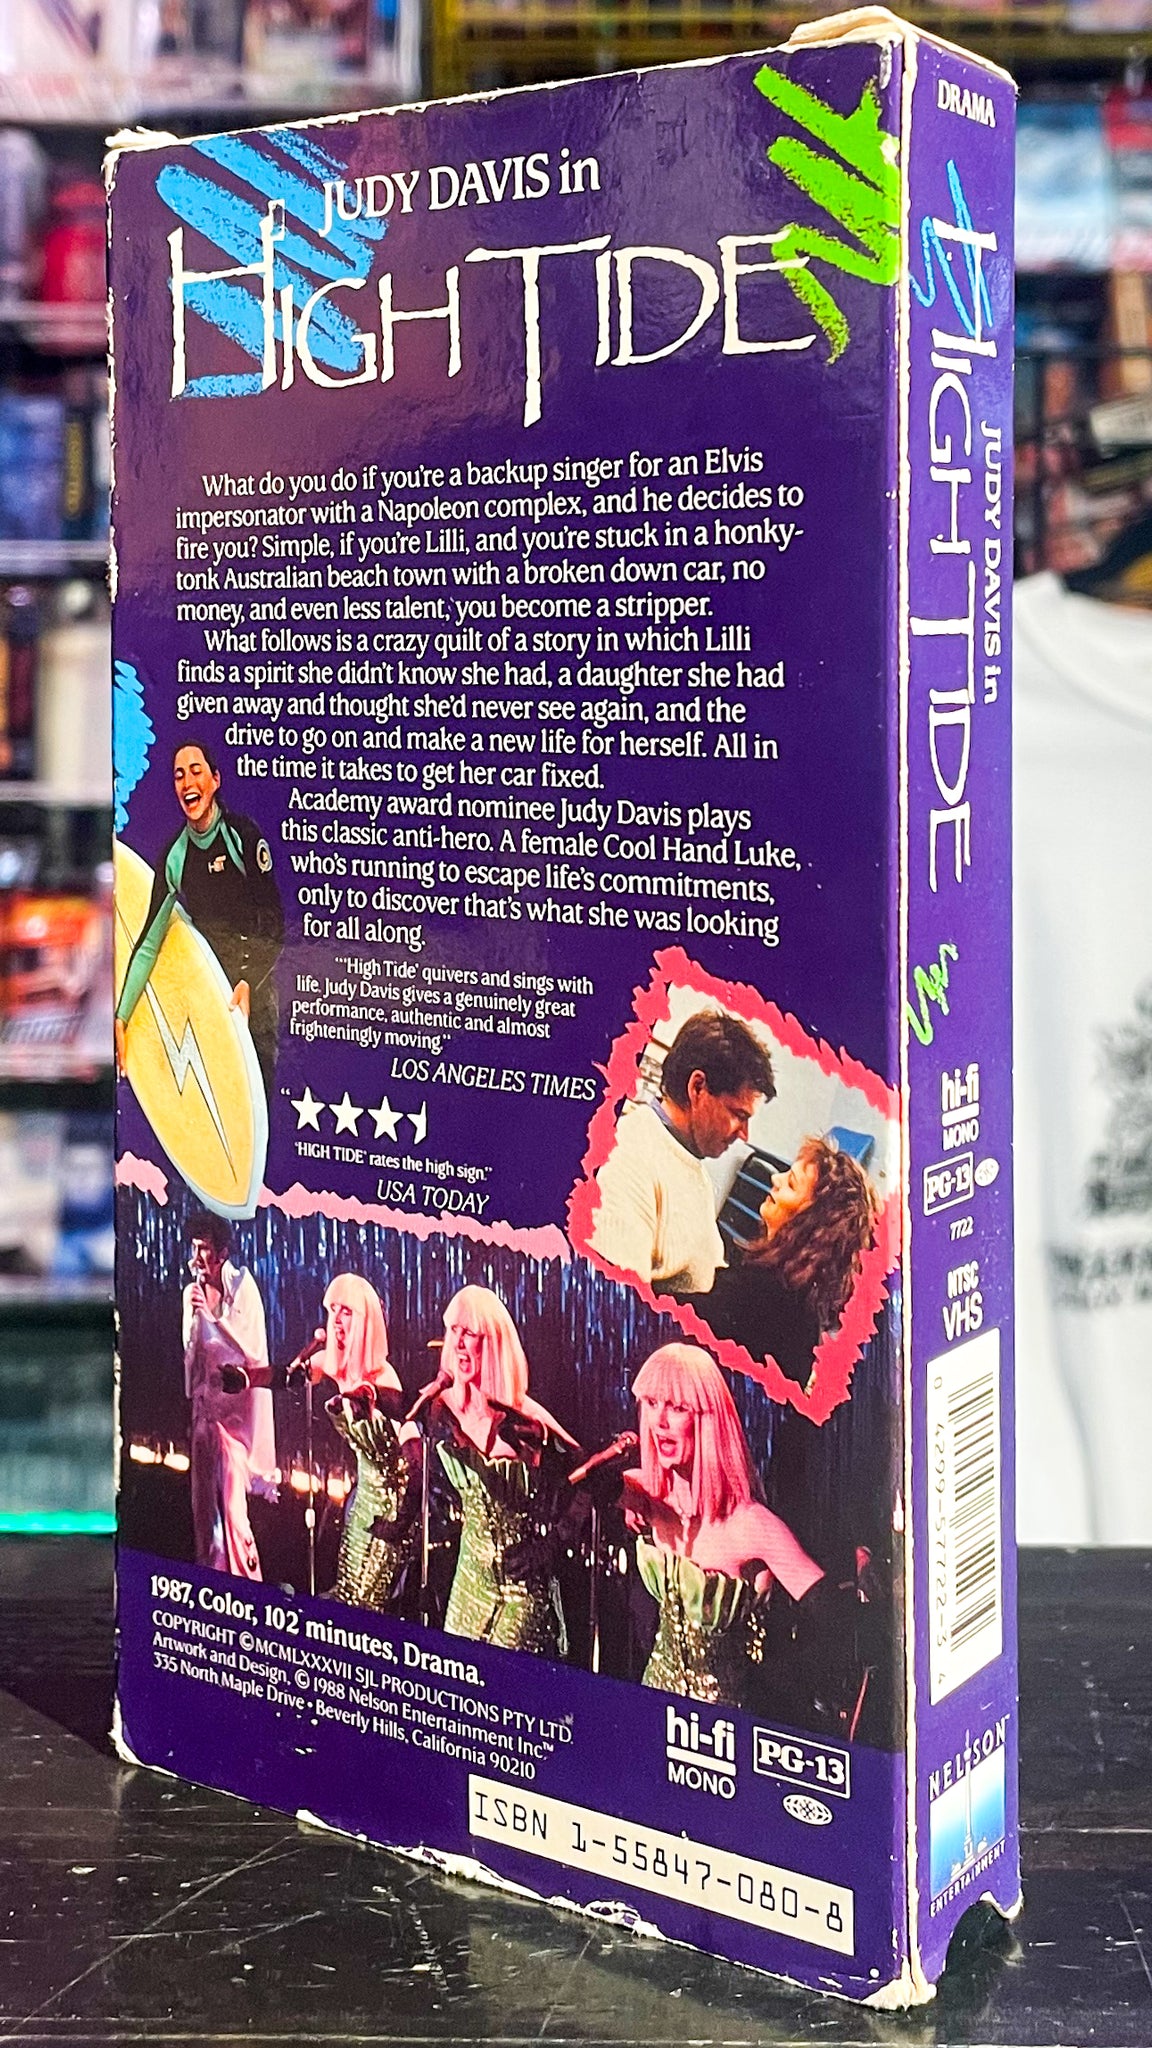 JUDY DAVIS in
HIGH TIDE
What do you do if you're a backup singer for an Elvis
impersonator with a Napoleon complex, and he decides to
fire you? Simple, if you're Lilli, and you're stuck in a honky-
tonk Australian beach town with a broken down car, no
money, and even less talent, you become a stripper.
What follows is a crazy quilt of a story in which Lilli
finds a spirit she didn't know she had, a daughter she had
given away and thought she'd never see again, and the
drive to go on and make a new life for herself. All in
the time it takes to get her car fixed.
Academy award nominee Judy Davis plays
this classic anti-hero. A female Cool Hand Luke,
who's running to escape life's commitments,
only to discover that's what she was looking
for all along.
"'High Tide' quivers and sings with
life. Judy Davis gives a genuinely great
performance, authentic and almost
frighteningly moving."
LOS ANGELES TIMES
"★★★⯨
'HIGH TIDE' rates the high sign."
USA TODAY
1987, Color, 102 minutes, Drama.
COPYRIGHT © MCMLXXXVII SJL PRODUCTIONS PTY LTD.
Artwork and Design, © 1988 Nelson Entertainment Inc.™
335 North Maple Drive • Beverly Hills, California 90210
hi-fi
MONO
PG-13
ISBN 1-55847-080-8
DRAMA
JUDY DAVIS in
HIGH TIDE
hi-fi
MONO
PG-13
7722
NTSC
VHS
0 4299-57722-3 4
NELSON™
ENTERTAINMENT